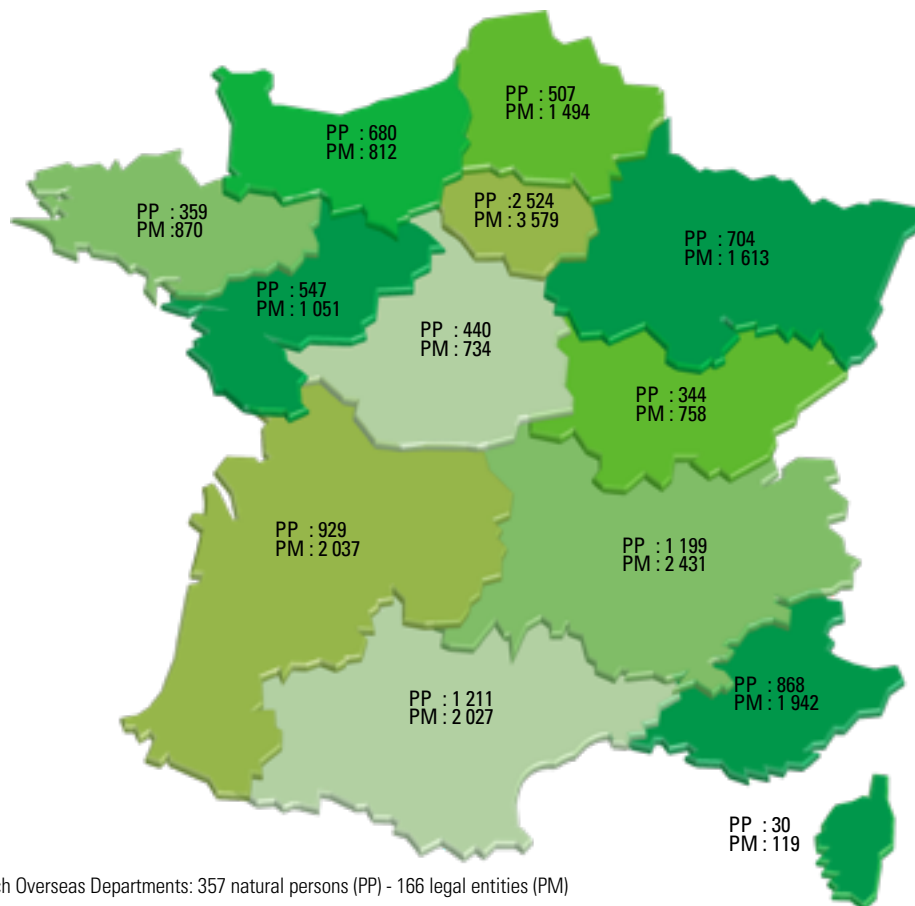 PP : 507
PM : 1 494
PP : 680
PM : 812
PP :2 524
PM : 3 579
PP : 359
PM :870
PP : 704
PM : 1 613
PP : 547
PM : 1 051
PP : 440
PM : 734
PP : 344
PM : 758
PP : 929
PM : 2 037
PP : 1 199
PM : 2 431
PP : 1 211
PM : 2 027
PP : 868
PM : 1 942
PP : 30
PM : 119
ch Overseas Departments: 357 natural persons (PP) - 166 legal entities (PM)